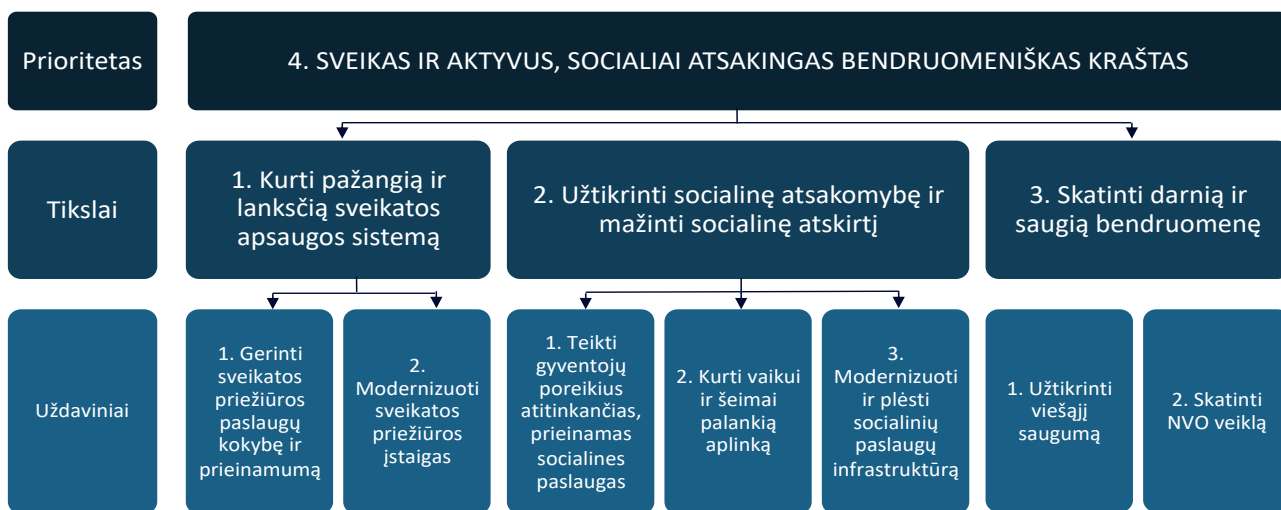 Prioritetas
4. SVEIKAS IR AKTYVUS, SOCIALIAI ATSAKINGAS BENDRUOMENIŠKAS KRAŠTAS
Tikslai
1. Kurti pažangią ir
lanksčią sveikatos
apsaugos sistemą
2. Užtikrinti socialinę atsakomybę ir
mažinti socialinę atskirtį
3. Skatinti darnią ir
saugią bendruomenę
Uždaviniai
1. Gerinti
sveikatos
priežiūros
paslaugų
kokybę ir
prieinamumą
2.
Modernizuoti
sveikatos
priežiūros
įstaigas
1. Teikti
gyventojų
poreikius
atitinkančias,
prieinamas
socialines
paslaugas
2. Kurti vaikui
ir šeimai
palankią
aplinką
3.
Modernizuoti
ir plėsti
socialinių
paslaugų
infrastruktūrą
1. Užtikrinti
viešąjį
saugumą
2. Skatinti
NVO veiklą